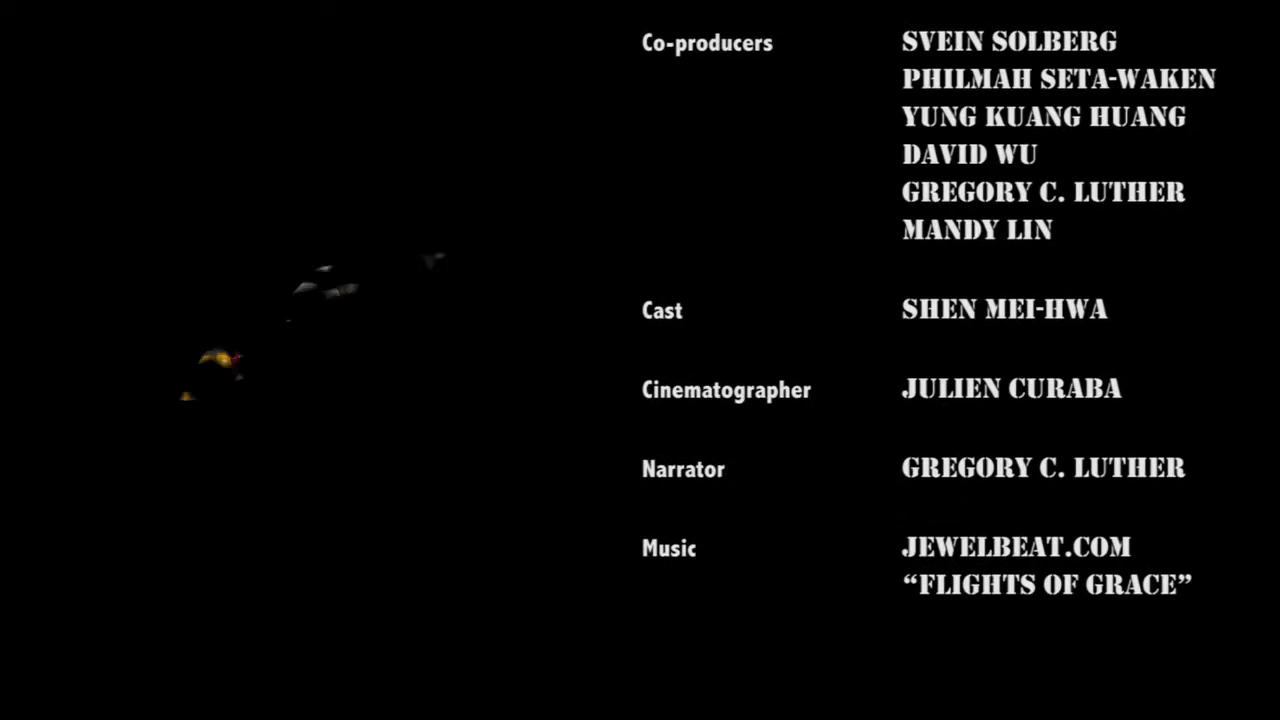 Co-producers SVEIN SOLBERG
PHILMAH SETA-WAKEN
YUNG KUANG HUANG
DAVID WU
GREGORY C. LUTHER
MANDY LIN
Cast SHEN MEI-HWA
Cinematographer JULIEN CURABA
Narrator GREGORY C. LUTHER
Music JEWELBEAT.COM
“FLIGHTS OF GRACE”